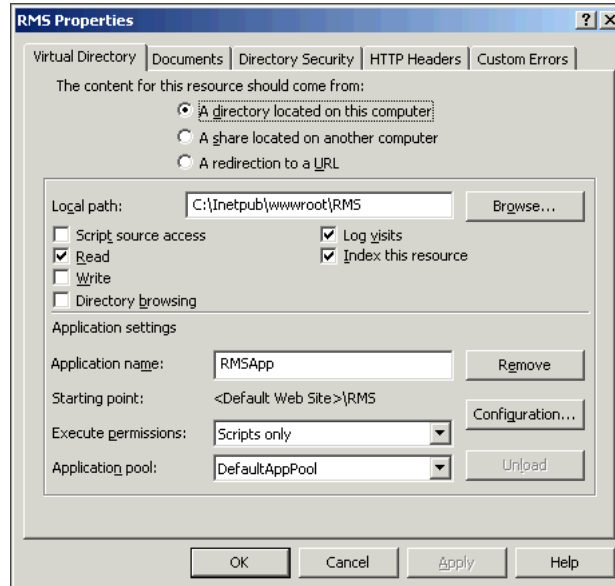 RMS Properties
Virtual Directory Documents Directory Security HTTP Headers Custom Errors
The content for this resource should come from:
A directory located on this computer
A share located on another computer
A redirection to a URL
Local path: C:\Inetpub\wwwroot\RMS Browse...
Script source access Log visits
Read Index this resource
Write
Directory browsing
Application settings
Application name: RMSApp Remove
Starting point: <Default Web Site>\RMS
Configuration...
Execute permissions: Scripts only
Application pool: DefaultAppPool Unload
OK Cancel Apply Help